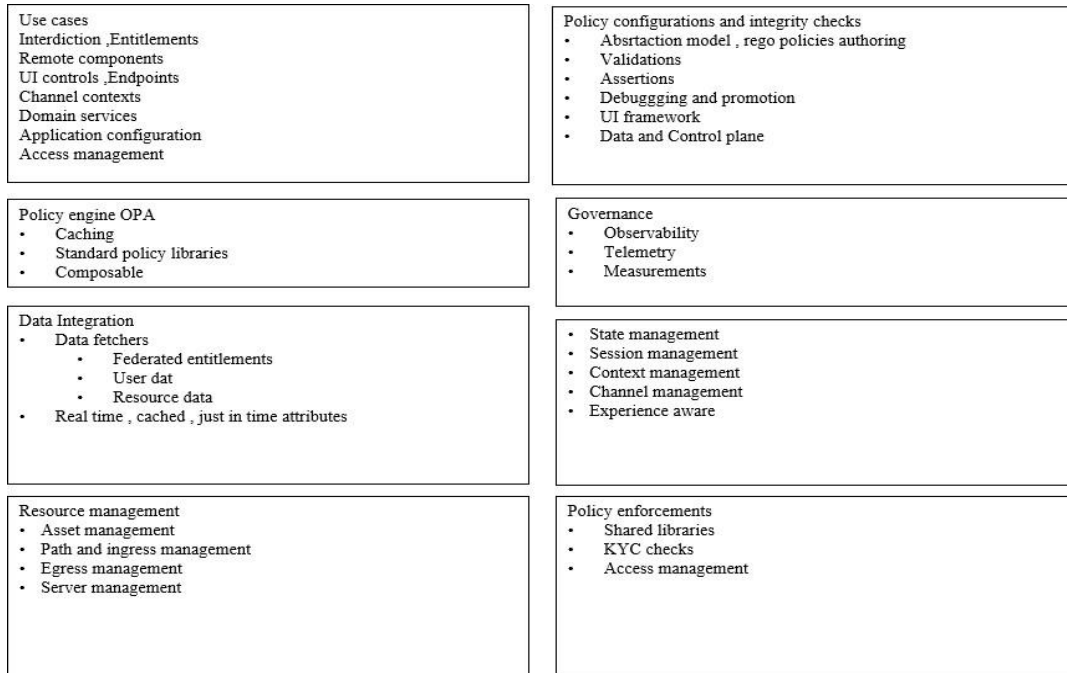 Use cases
Interdiction ,Entitlements
Remote components
UI controls ,Endpoints
Channel contexts
Domain services
Application configuration
Access management
Policy configurations and integrity checks
• Absrtaction model , rego policies authoring
• Validations
• Assertions
• Debuggging and promotion
• UI framework
• Data and Control plane
Policy engine OPA
• Caching
• Standard policy libraries
• Composable
Governance
• Observability
• Telemetry
• Measurements
Data Integration
• Data fetchers
• Federated entitlements
• User dat
• Resource data
• Real time , cached , just in time attributes
• State management
• Session management
• Context management
• Channel management
• Experience aware
Resource management
• Asset management
• Path and ingress management
• Egress management
• Server management
Policy enforcements
• Shared libraries
• KYC checks
• Access management